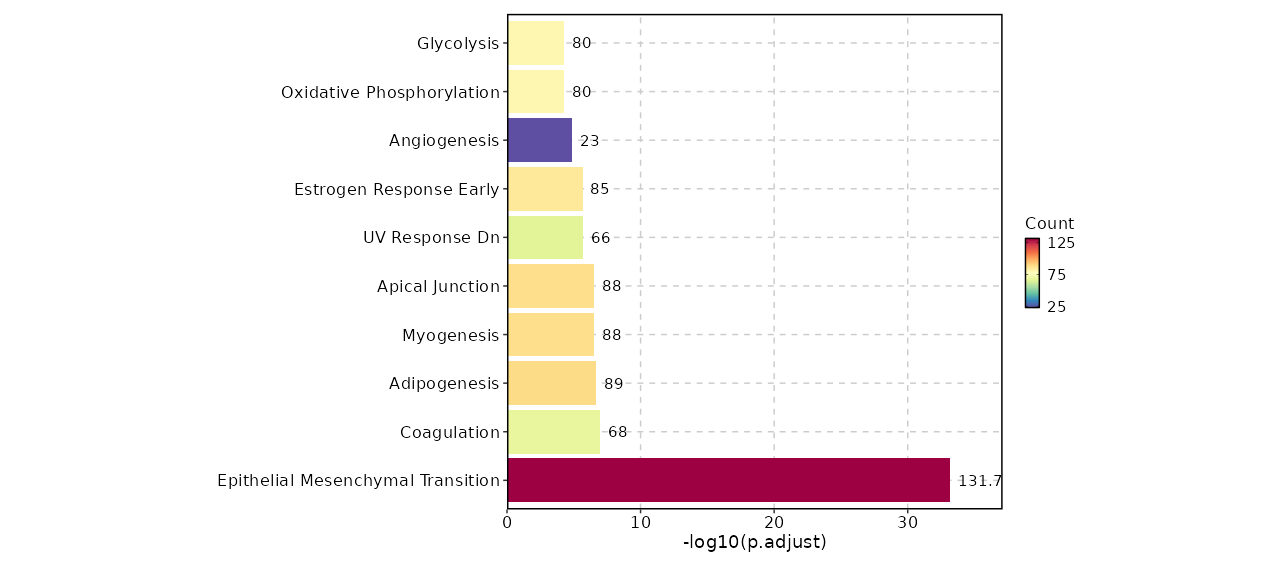 Glycolysis 80
Oxidative Phosphorylation 80
Angiogenesis 23
Estrogen Response Early 85
UV Response Dn 66
Apical Junction 88
Myogenesis 88
Adipogenesis 89
Coagulation 68
Epithelial Mesenchymal Transition 131.7
0 10 20 30
-log10(p.adjust)
Count
125
75
25